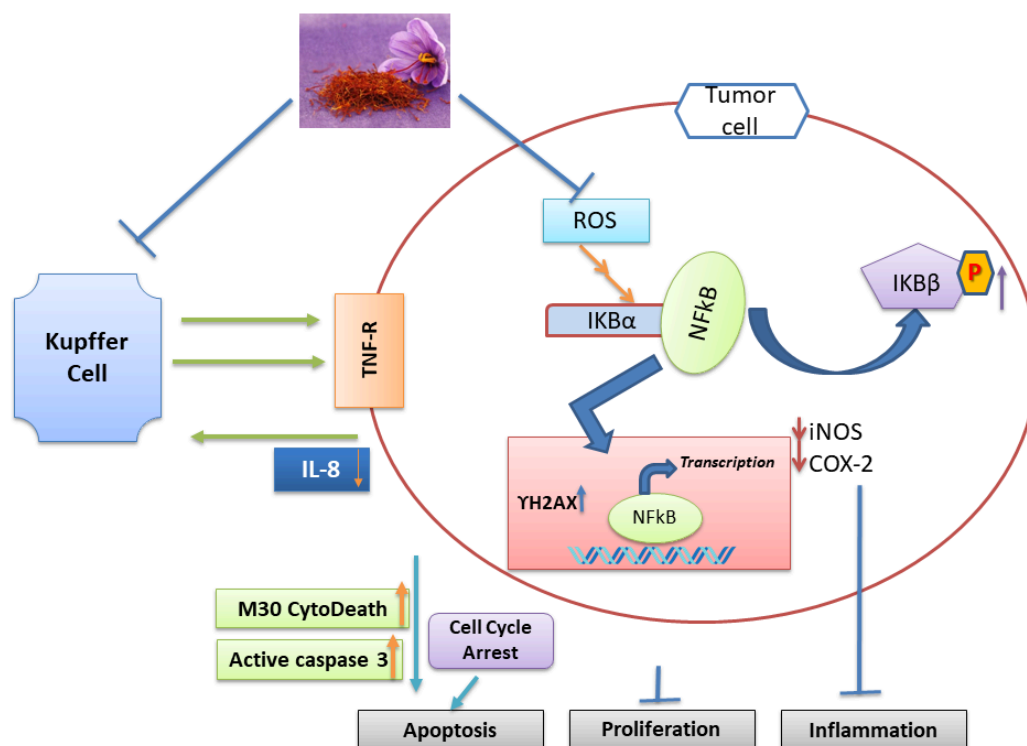 Tumor
cell
ROS
IKBα
NFkB
IKBβ
P
Kupffer
Cell
TNF-R
IL-8
iNOS
COX-2
Transcription
ϒH2AX
NFkB
M30 CytoDeath
Active caspase 3
Cell Cycle
Arrest
Apoptosis
Proliferation
Inflammation